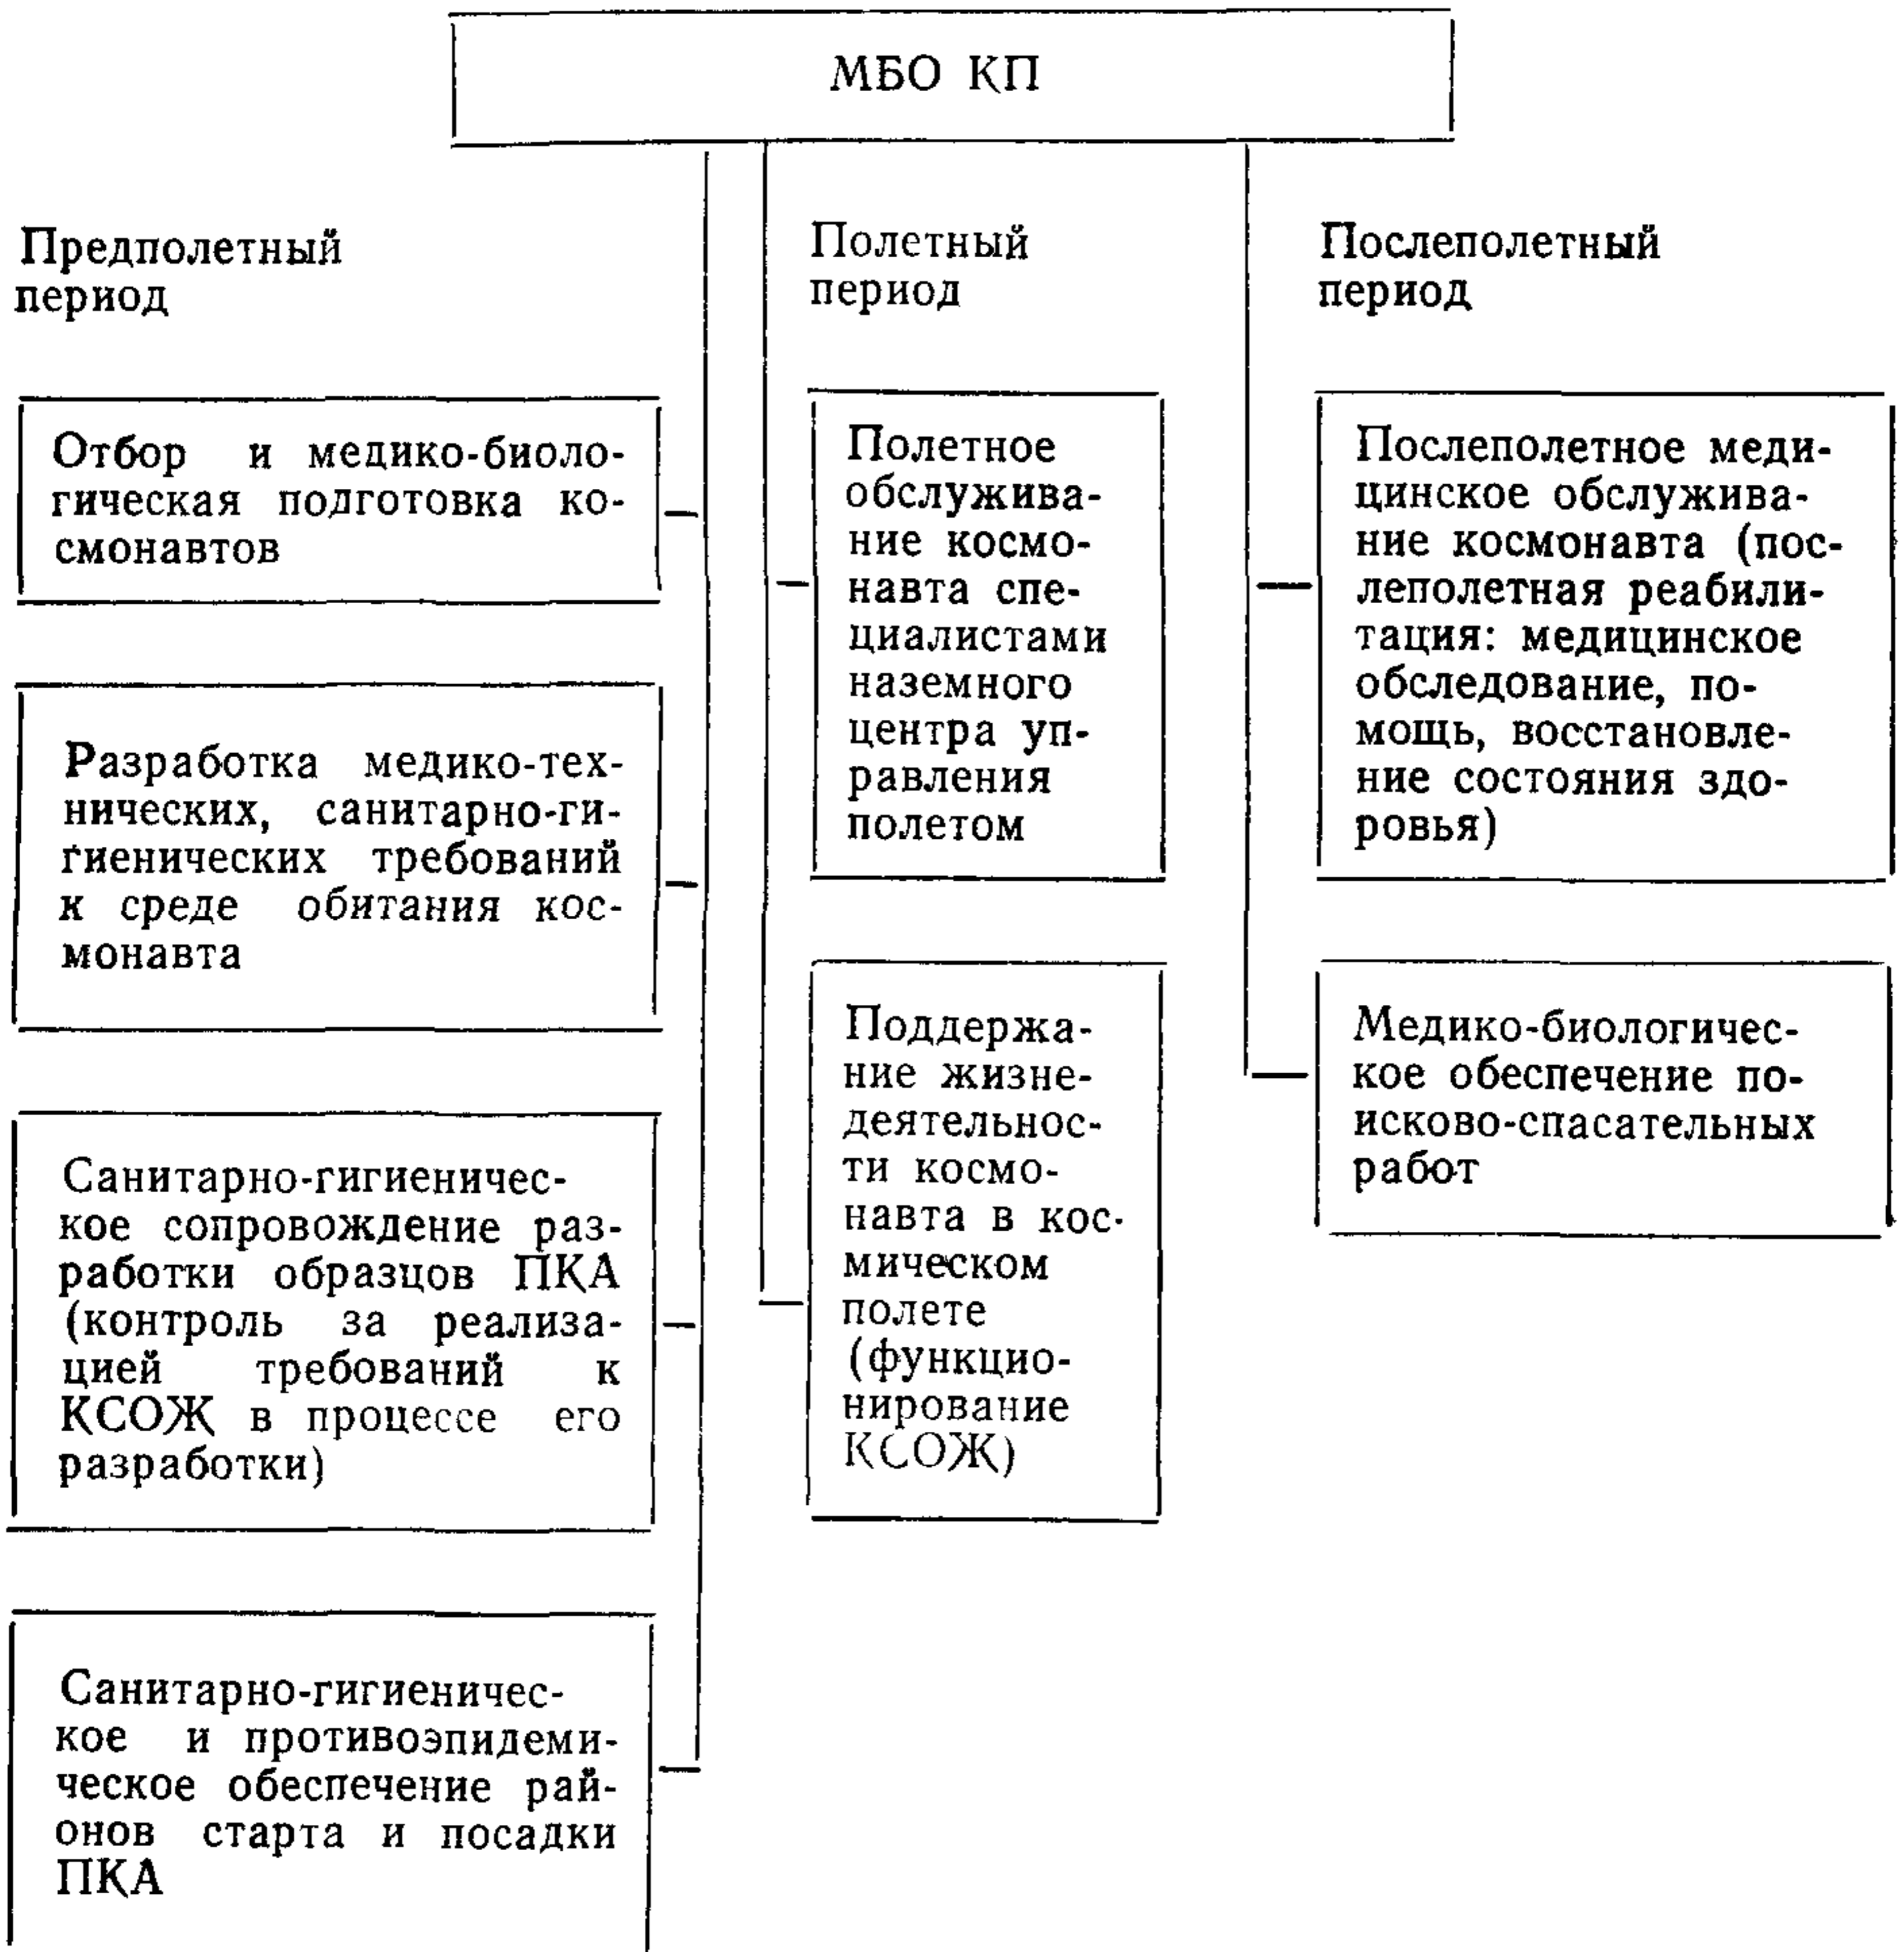 МБО КП
Предполетный
период
Отбор и медико-биоло-
гическая подготовка ко-
смонавтов
Разработка медико-тех-
нических, санитарно-ги-
гиенических требований
к среде обитания кос-
монавта
Санитарно-гигиеничес-
кое сопровождение раз-
работки образцов ПКА
(контроль за реализа-
цией требований к
КСОЖ в процессе его
разработки)
Санитарно-гигиеничес-
кое и противоэпидеми-
ческое обеспечение рай-
онов старта и посадки
ПКА
Полетный
период
Полетное
обслужива-
ние космо-
навта спе-
циалистами
наземного
центра уп-
равления
полетом
Поддержа-
ние жизне-
деятельнос-
ти космо-
навта в кос-
мическом
полете
(функцио-
нирование
КСОЖ)
Послеполетный
период
Послеполетное меди-
цинское обслужива-
ние космонавта (пос-
леполетная реабили-
тация: медицинское
обследование, по-
мощь, восстановле-
ние состояния здо-
ровья)
Медико-биологичес-
кое обеспечение по-
исково-спасательных
работ